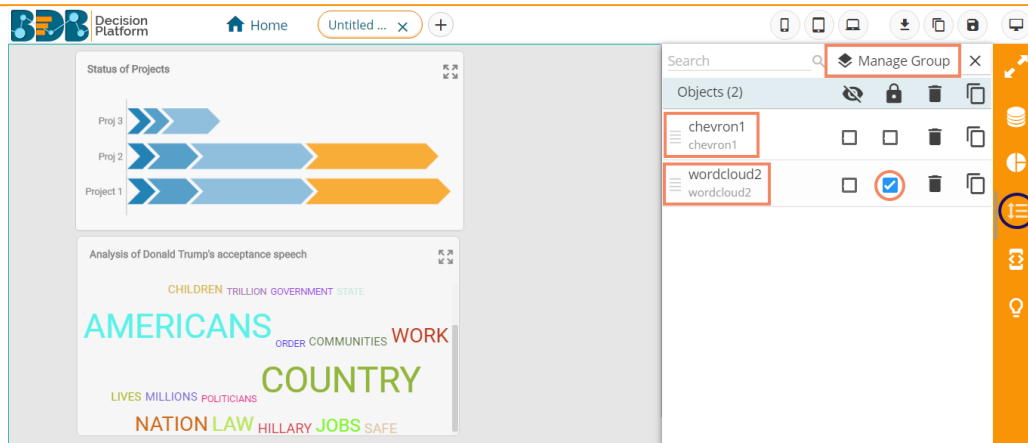 BDB Decision Platform
Home
Untitled ...
Status of Projects
Proj 3
Proj 2
Project 1
Analysis of Donald Trump's acceptance speech
CHILDREN TRILLION GOVERNMENT STATE
AMERICANS ORDER COMMUNITIES WORK
COUNTRY
LIVES MILLIONS POLITICIANS
NATION LAW HILLARY JOBS SAFE
Search
Manage Group
Objects (2)
chevron1
chevron1
wordcloud2
wordcloud2